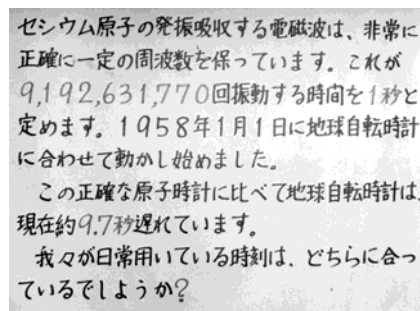 セシウム原子の発振吸収する電磁波は、非常に
正確に一定の周波数を保っています。これが
9,192,631,770回振動する時間を1秒と
定めます。1958年1月1日に地球自転時計
に合わせて動かし始めました。
この正確な原子時計に比べて地球自転時計は、
現在約9.7秒遅れています。
我々が日常用いている時刻は、どちらに合っ
ているでしようか?